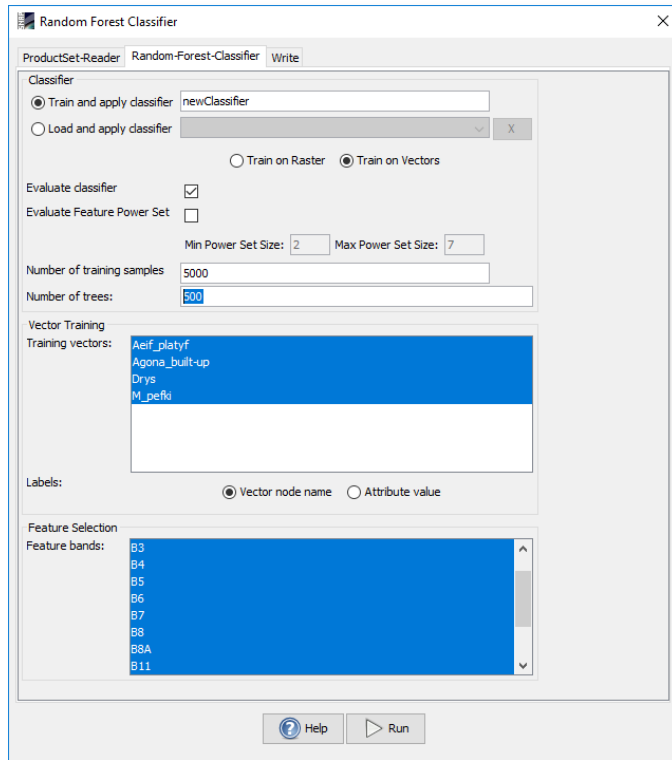 Random Forest Classifier
ProductSet-Reader Random-Forest-Classifier Write
Classifier
Train and apply classifier newClassifier
Load and apply classifier X
Train on Raster Train on Vectors
Evaluate classifier
Evaluate Feature Power Set
Min Power Set Size: 2 Max Power Set Size: 7
Number of training samples 5000
Number of trees: 500
Vector Training
Training vectors: Aeif_platyf
Agona_built-up
Drys
M_pefki
Labels: Vector node name Attribute value
Feature Selection
Feature bands: B3
B4
B5
B6
B7
B8
B8A
B11
Help Run